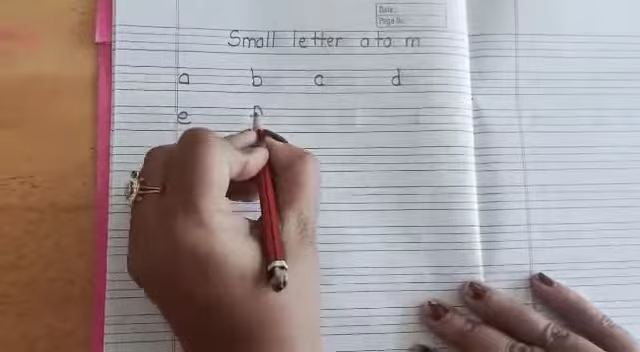 Date:
Page No.
Small letter a to m
a b a d
e f